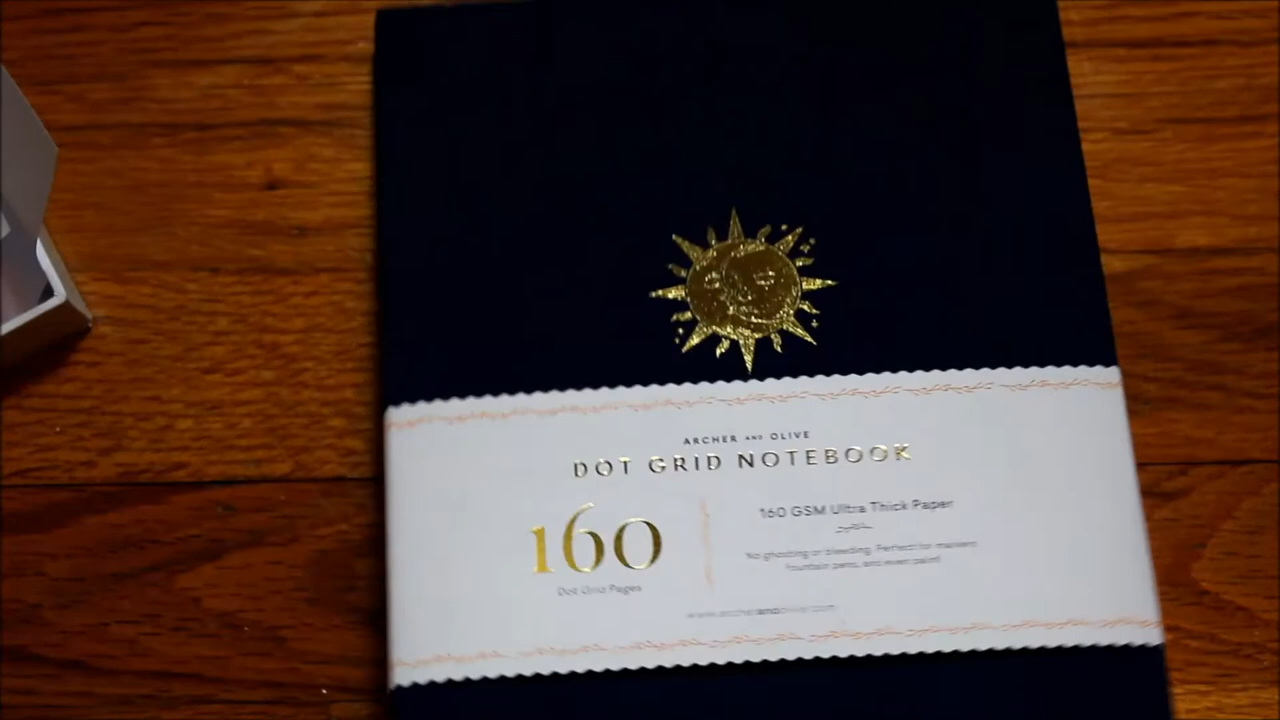 ARCHER AND OLIVE
DOT GRID NOTEBOOK
160
Dot Grid Pages
160 GSM Ultra Thick Paper
No ghosting or bleeding. Perfect for markers
fountain pens, and even paint!
www.archerandolive.com